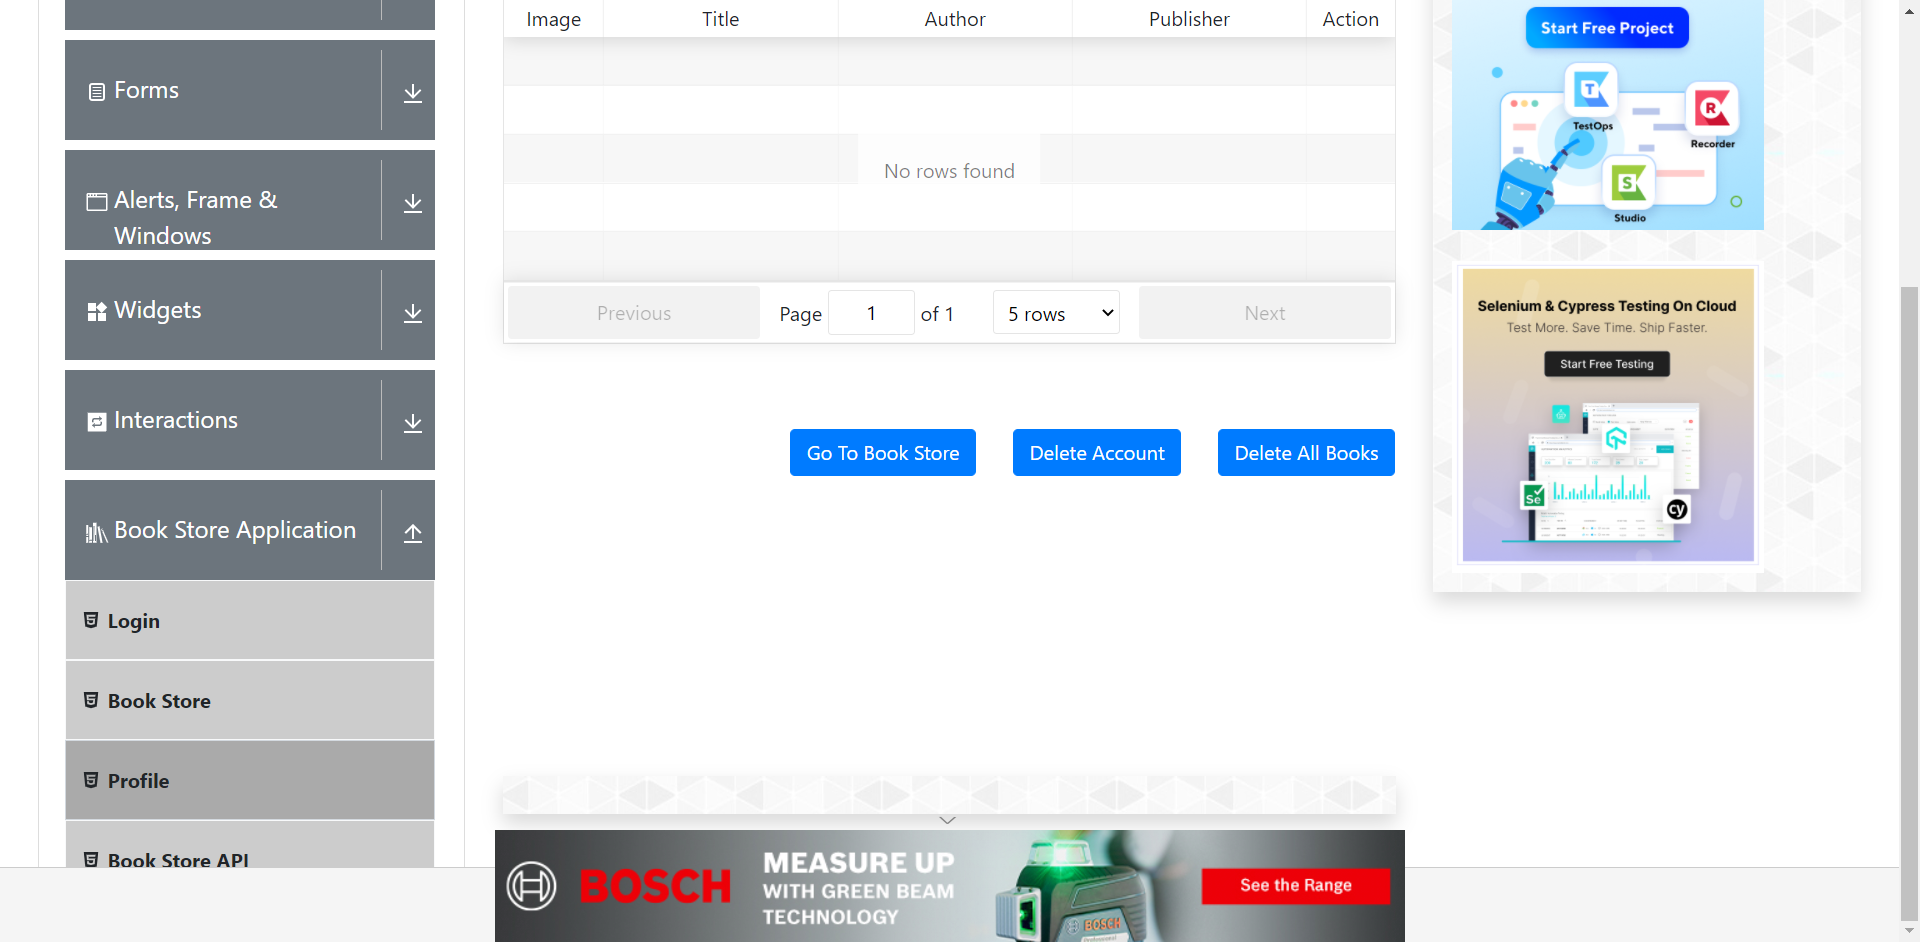 Forms
Alerts, Frame &
Windows
Widgets
Interactions
Book Store Application
Login
Book Store
Profile
Book Store API
Image Title Author Publisher Action
No rows found
Previous Page 1 of 1 5 rows Next
Go To Book Store Delete Account Delete All Books
Start Free Project
TestOps
Recorder
Studio
Selenium & Cypress Testing On Cloud
Test More. Save Time. Ship Faster.
Start Free Testing
Se
cy
BOSCH
MEASURE UP
WITH GREEN BEAM
TECHNOLOGY
BOSCH
Professional
See the Range